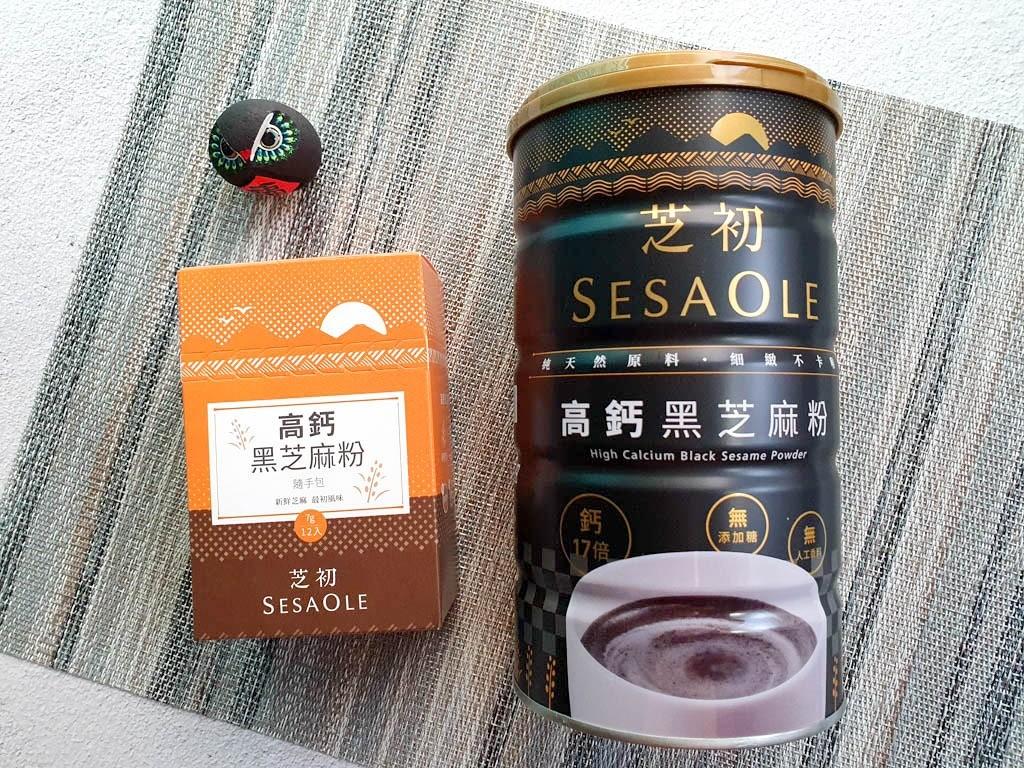 高鈣
黑芝麻粉
隨手包
新鮮芝麻 最初風味
7g
12入
芝初
SESAOLE
芝初
SESAOLE
純天然原料·細緻不卡
高鈣黑芝麻粉
High Calcium Black Sesame Powder
鈣
17倍
無
添加糖
無
人工香料